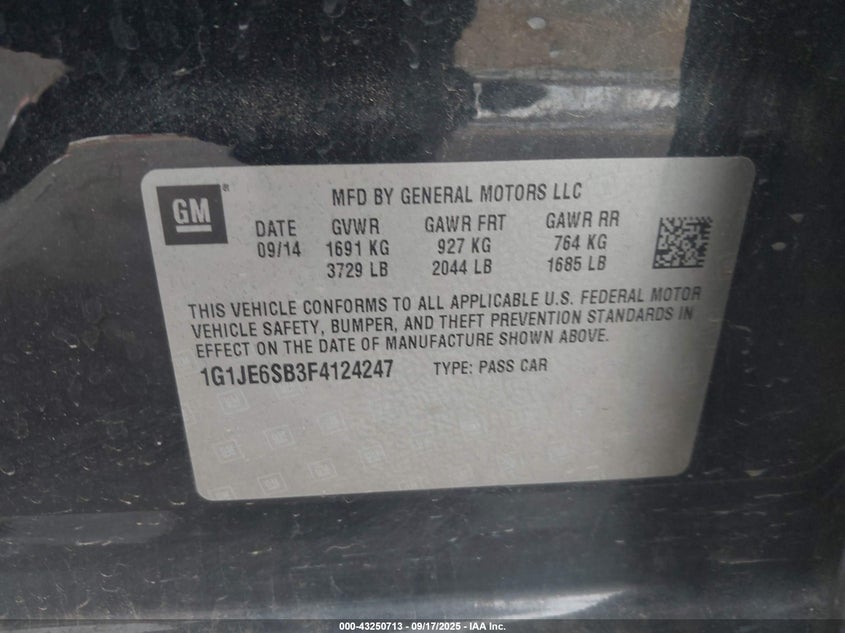 GM
MFD BY GENERAL MOTORS LLC
DATE GVWR GAWR FRT GAWR RR
09/14 1691 KG 927 KG 764 KG
3729 LB 2044 LB 1685 LB
THIS VEHICLE CONFORMS TO ALL APPLICABLE U.S. FEDERAL MOTOR
VEHICLE SAFETY, BUMPER, AND THEFT PREVENTION STANDARDS IN
EFFECT ON THE DATE OF MANUFACTURE SHOWN ABOVE.
1G1JE6SB3F4124247 TYPE: PASS CAR
GM
000-43250713 - 09/17/2025 - IAA Inc.